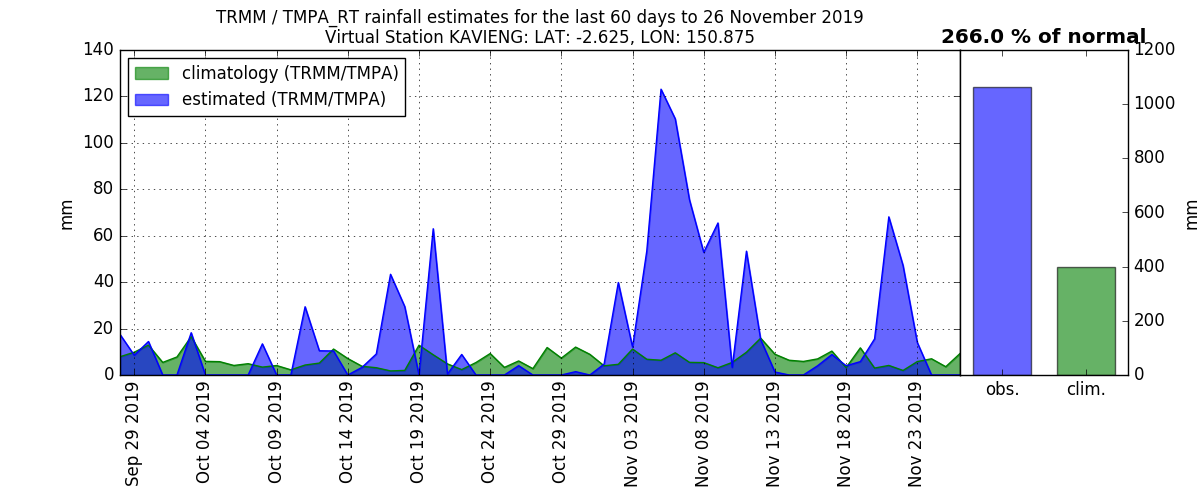 TRMM / TMPA_RT rainfall estimates for the last 60 days to 26 November 2019
Virtual Station KAVIENG: LAT: -2.625, LON: 150.875
266.0 % of normal
climatology (TRMM/TMPA)
estimated (TRMM/TMPA)
mm
140
120
100
80
60
40
20
0
Sep 29 2019
Oct 04 2019
Oct 09 2019
Oct 14 2019
Oct 19 2019
Oct 24 2019
Oct 29 2019
Nov 03 2019
Nov 08 2019
Nov 13 2019
Nov 18 2019
Nov 23 2019
obs.
clim.
1200
1000
800
600
400
200
0
mm